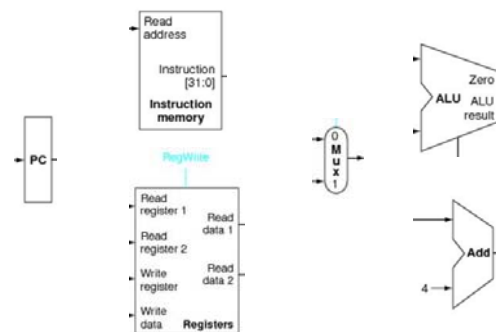 PC
Read
address
Instruction
[31:0]
Instruction
memory
RegWrite
Read
register 1
Read
data 1
Read
register 2
Read
data 2
Write
register
Write
data
Registers
0
M
u
x
1
Zero
ALU
ALU
result
Add
4